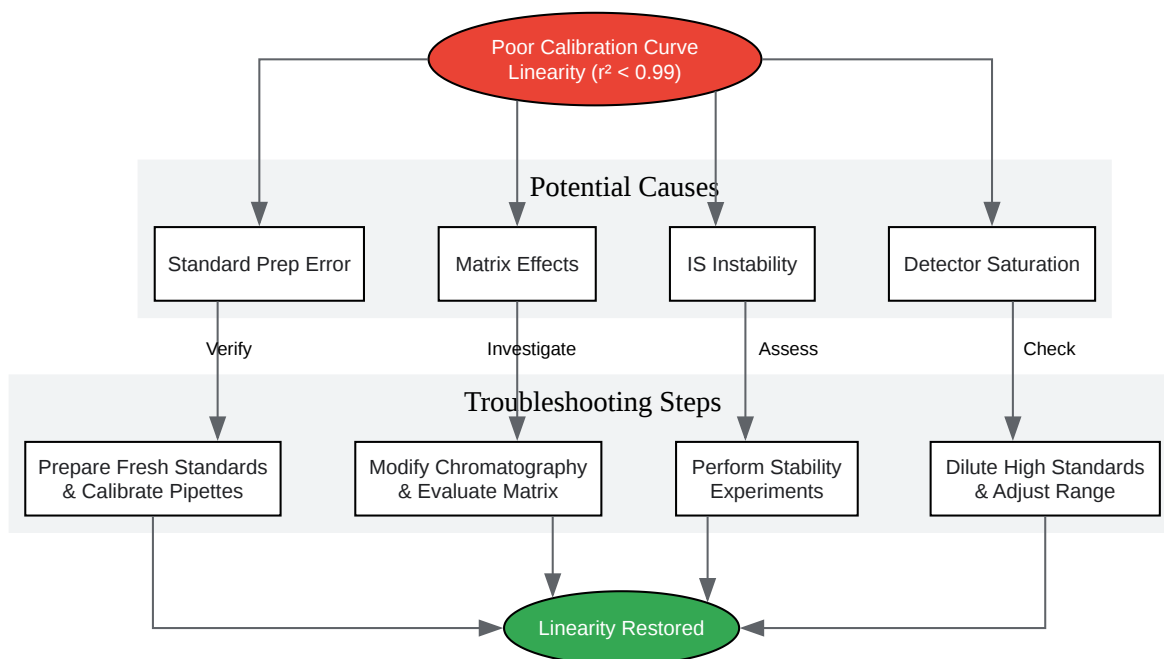 Poor Calibration Curve
Linearity (r² < 0.99)
Potential Causes
Standard Prep Error
Matrix Effects
IS Instability
Detector Saturation
Verify
Investigate
Assess
Check
Troubleshooting Steps
Prepare Fresh Standards
& Calibrate Pipettes
Modify Chromatography
& Evaluate Matrix
Perform Stability
Experiments
Dilute High Standards
& Adjust Range
Linearity Restored